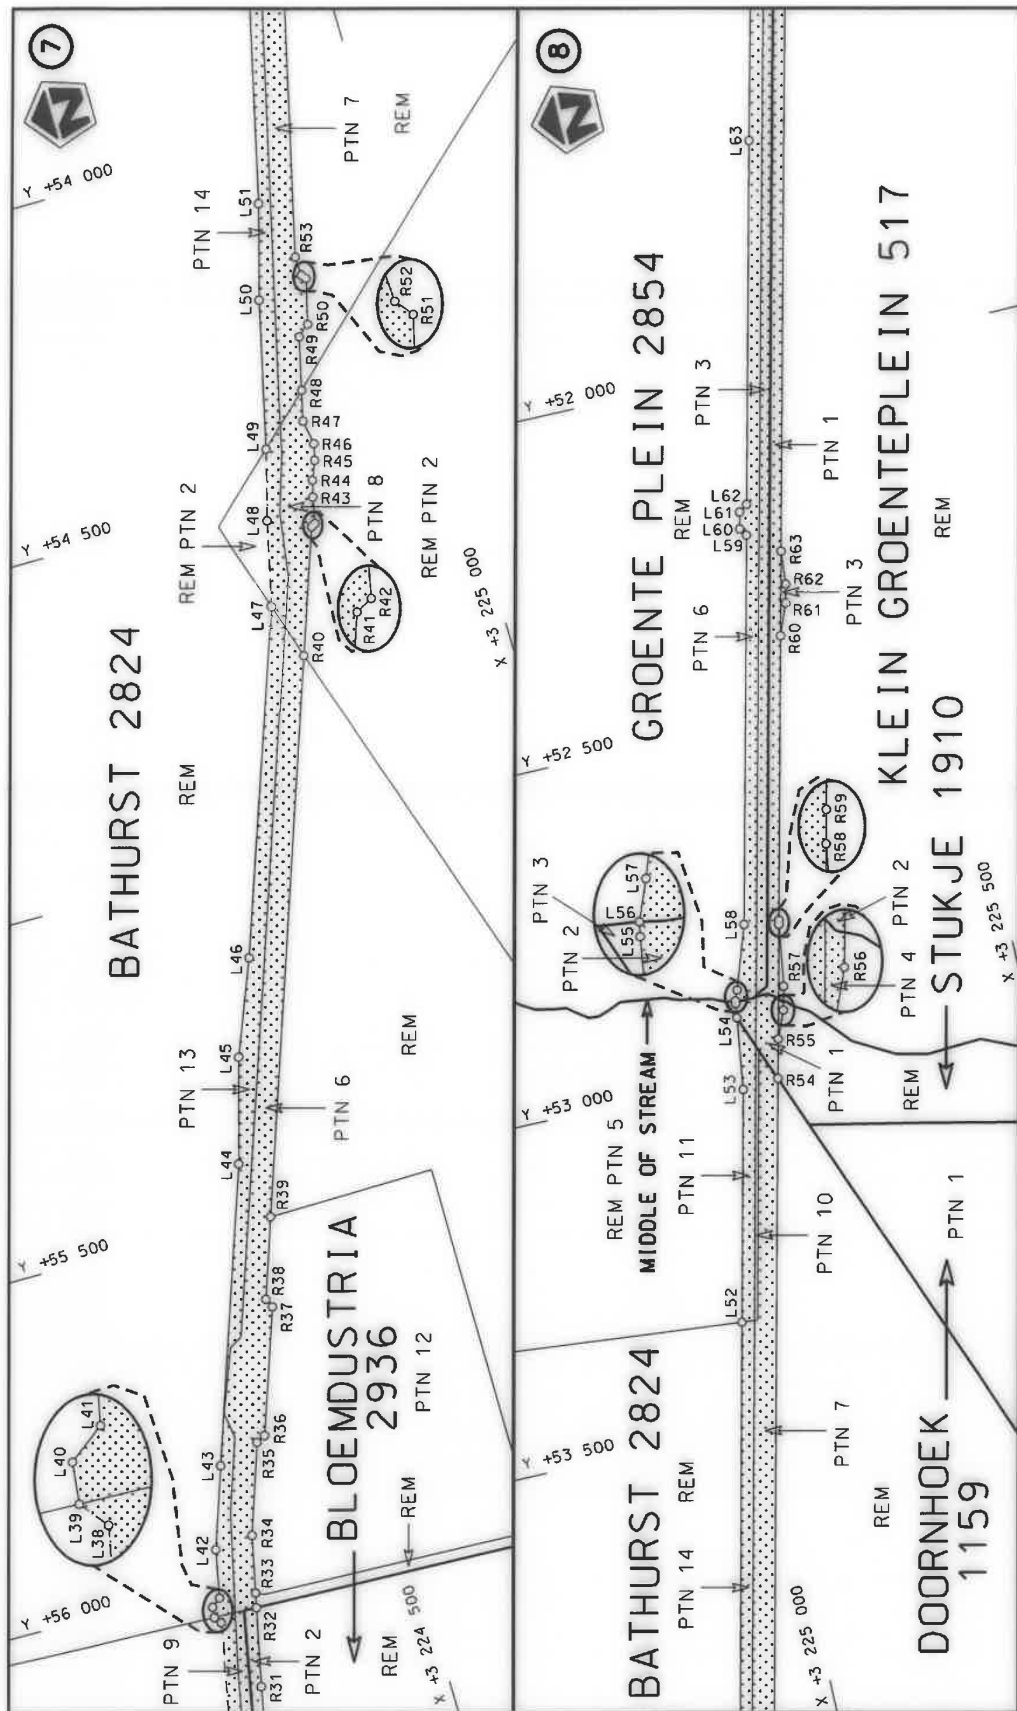 7
N
Y +54 000
PTN 14
L51
PTN 7
REM
L50
R53
R52
R51
R50
R49
R48
L49
R47
R46
R45
R44
R43
REM PTN 2
L48
PTN 8
REM PTN 2
Y +54 500
R41
R42
L47
R40
X +3 225 000
BATHURST 2824
REM
L46
L45
PTN 13
PTN 6
REM
L44
R39
Y +55 500
R38
R37
L41
L40
L39
L38
R36
R35
L43
R34
L42
R33
R32
BLOEMDUSTRIA
2936
PTN 12
REM
Y +56 000
PTN 9
PTN 2
REM
R31
X +3 224 500
8
N
L63
GROENTE PLEIN 2854
Y +52 000
PTN 3
PTN 1
REM
L62
L61
L60
L59
R63
R62
PTN 3
R61
R60
PTN 6
KLEIN GROENTEPLEIN 517
REM
Y +52 500
R59
R58
PTN 3
L57
L56
L55
PTN 2
L58
PTN 2
PTN 4
R56
R57
STUKJE 1910
X +3 225 500
L54
R55
PTN 1
REM
R54
L53
Y +53 000
MIDDLE OF STREAM
REM PTN 5
PTN 11
PTN 10
PTN 1
L52
Y +53 500
BATHURST 2824
REM
PTN 14
PTN 7
REM
DOORNHOEK
1159
X +3 225 000